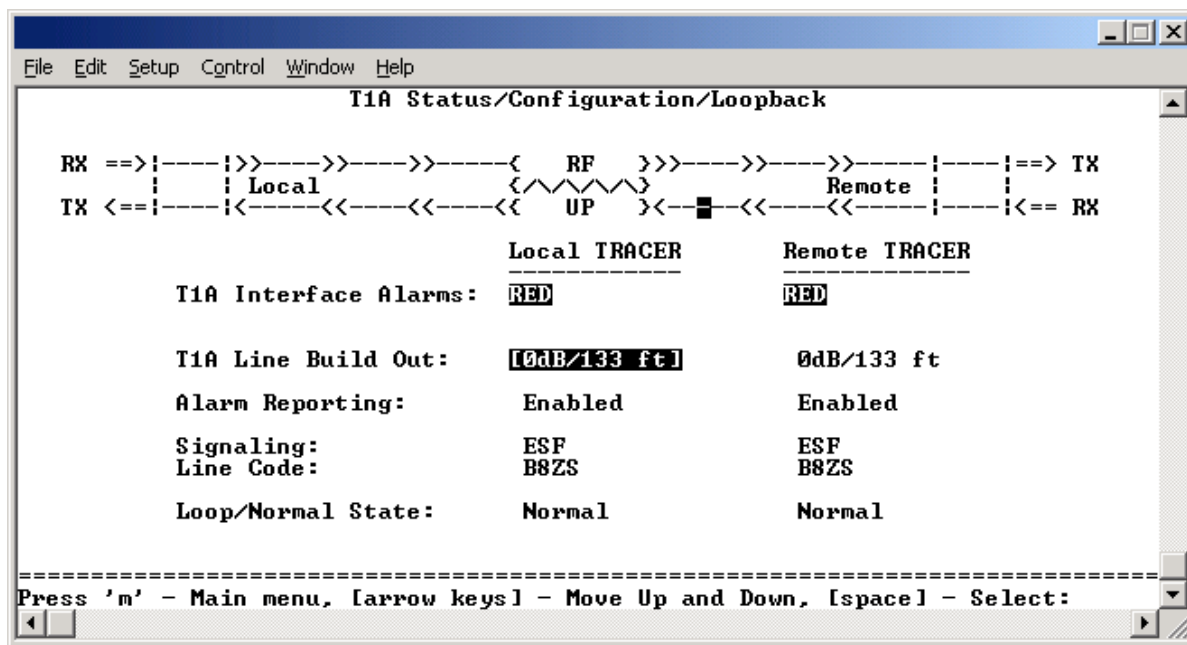 File Edit Setup Control Window Help
T1A Status/Configuration/Loopback
RX ==>|----|>>---->>---->>-----{ RF }>>>---->>---->>-----|----|==> TX
| | Local {/\/\/\/\} Remote | |
TX <==|----|<-----<<----<<----<{ UP }<--■--<<----<<-----|----|<== RX
Local TRACER Remote TRACER
------------ -------------
T1A Interface Alarms: RED RED
T1A Line Build Out: [0dB/133 ft] 0dB/133 ft
Alarm Reporting: Enabled Enabled
Signaling: ESF ESF
Line Code: B8ZS B8ZS
Loop/Normal State: Normal Normal
===============================================================================
Press 'm' - Main menu, [arrow keys] - Move Up and Down, [space] - Select: